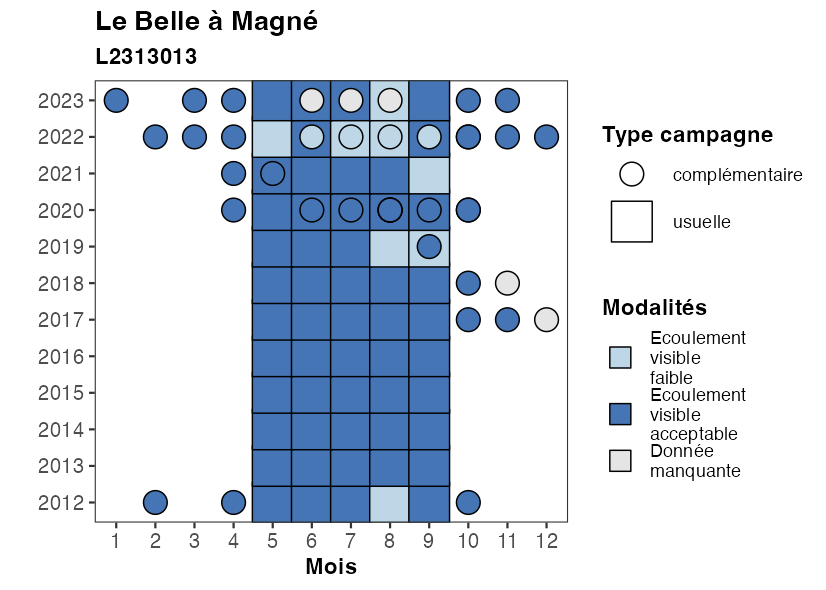 Le Belle à Magné
L2313013
2023
2022
2021
2020
2019
2018
2017
2016
2015
2014
2013
2012
1 2 3 4 5 6 7 8 9 10 11 12
Mois
Type campagne
complémentaire
usuelle
Modalités
Ecoulement
visible
faible
Ecoulement
visible
acceptable
Donnée
manquante